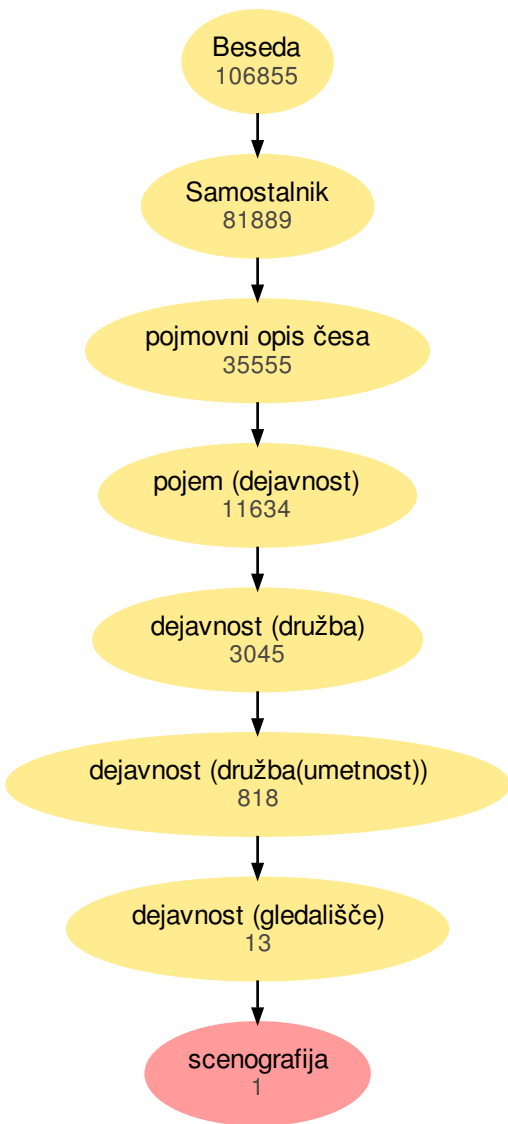 Beseda
106855
Samostalnik
81889
pojmovni opis česa
35555
pojem (dejavnost)
11634
dejavnost (družba)
3045
dejavnost (družba(umetnost))
818
dejavnost (gledališče)
13
scenografija
1